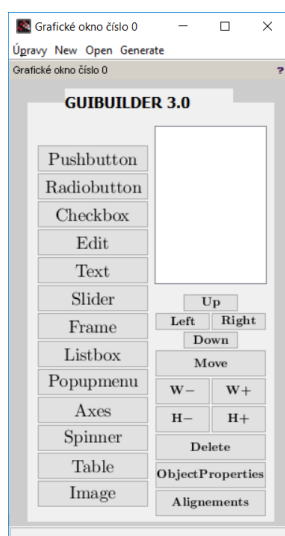 Grafické okno číslo 0
Úpravy New Open Generate
Grafické okno číslo 0 ?
GUIBUILDER 3.0
Pushbutton
Radiobutton
Checkbox
Edit
Text
Slider
Frame
Listbox
Popupmenu
Axes
Spinner
Table
Image
Up
Left Right
Down
Move
W− W+
H− H+
Delete
ObjectProperties
Alignements